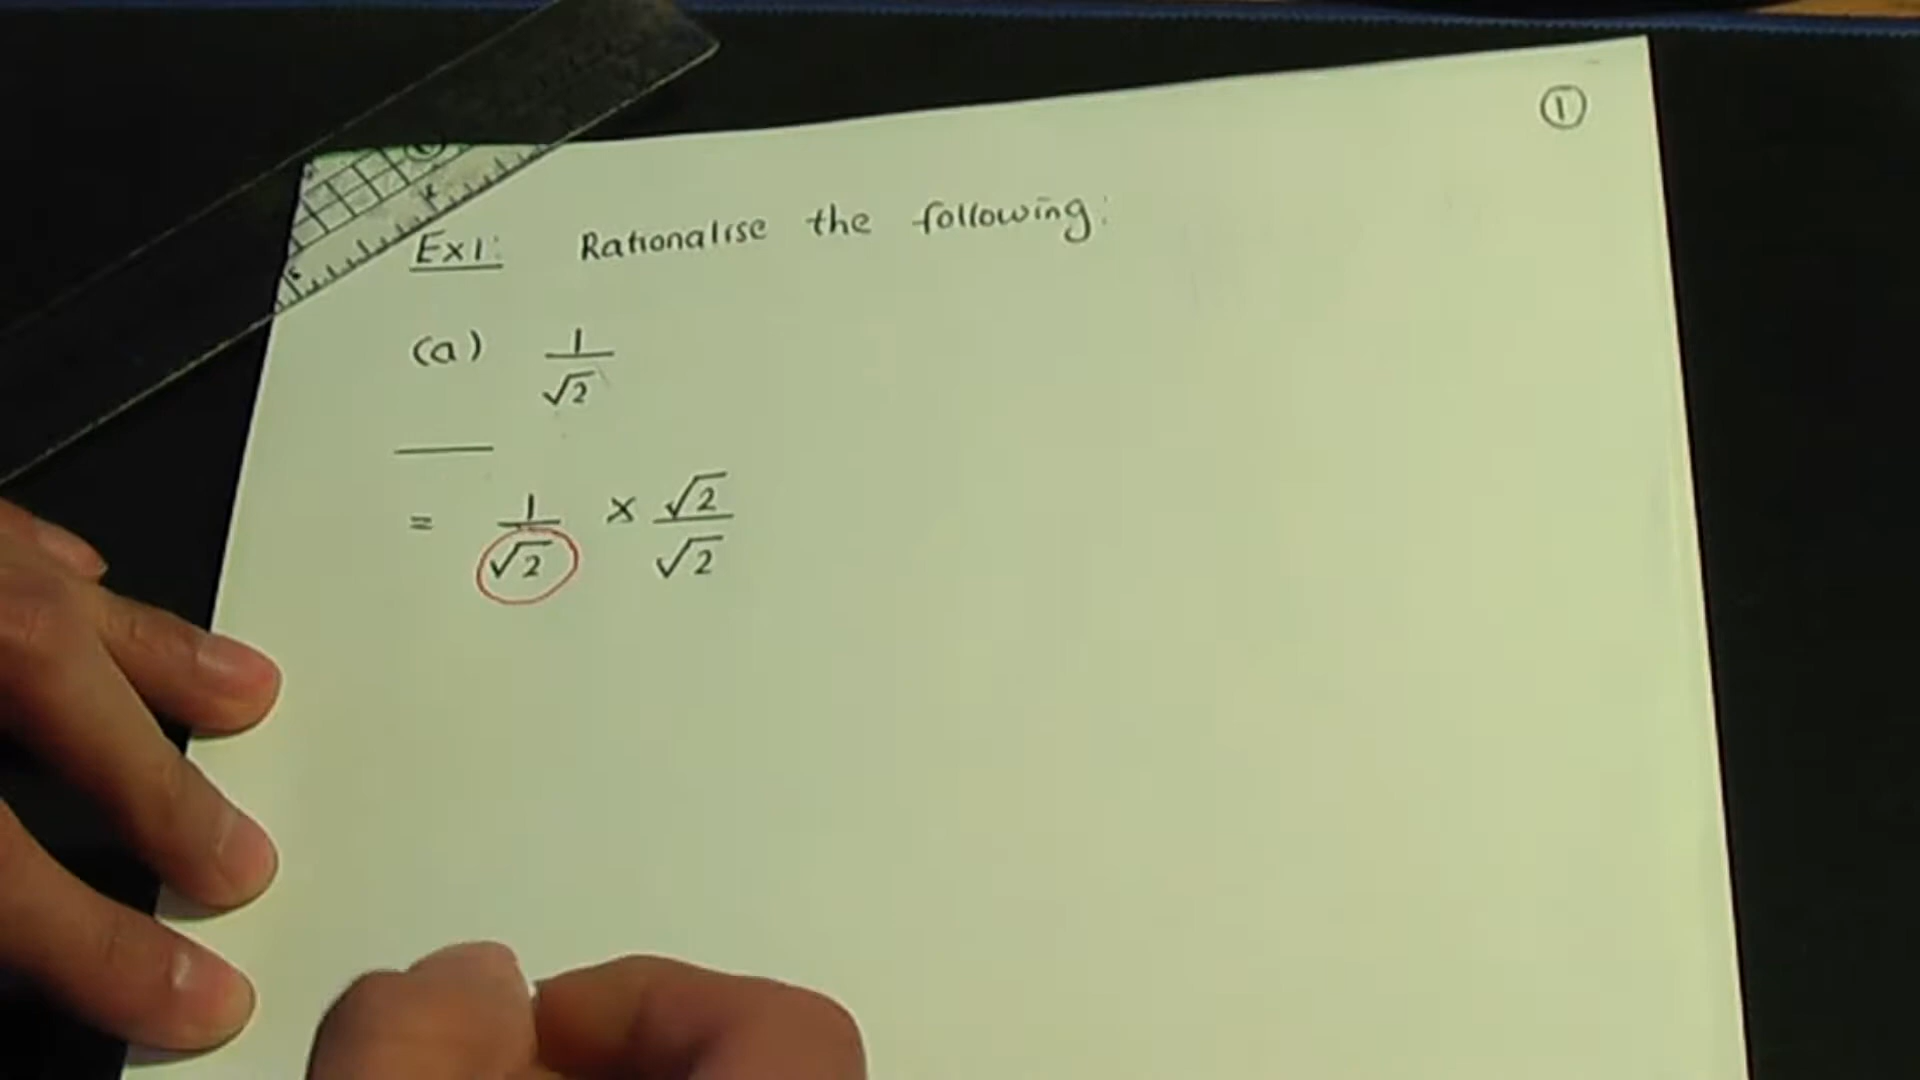 ①
Ex1: Rationalise the following:
(a) 1/√2
= 1/√2 × √2/√2